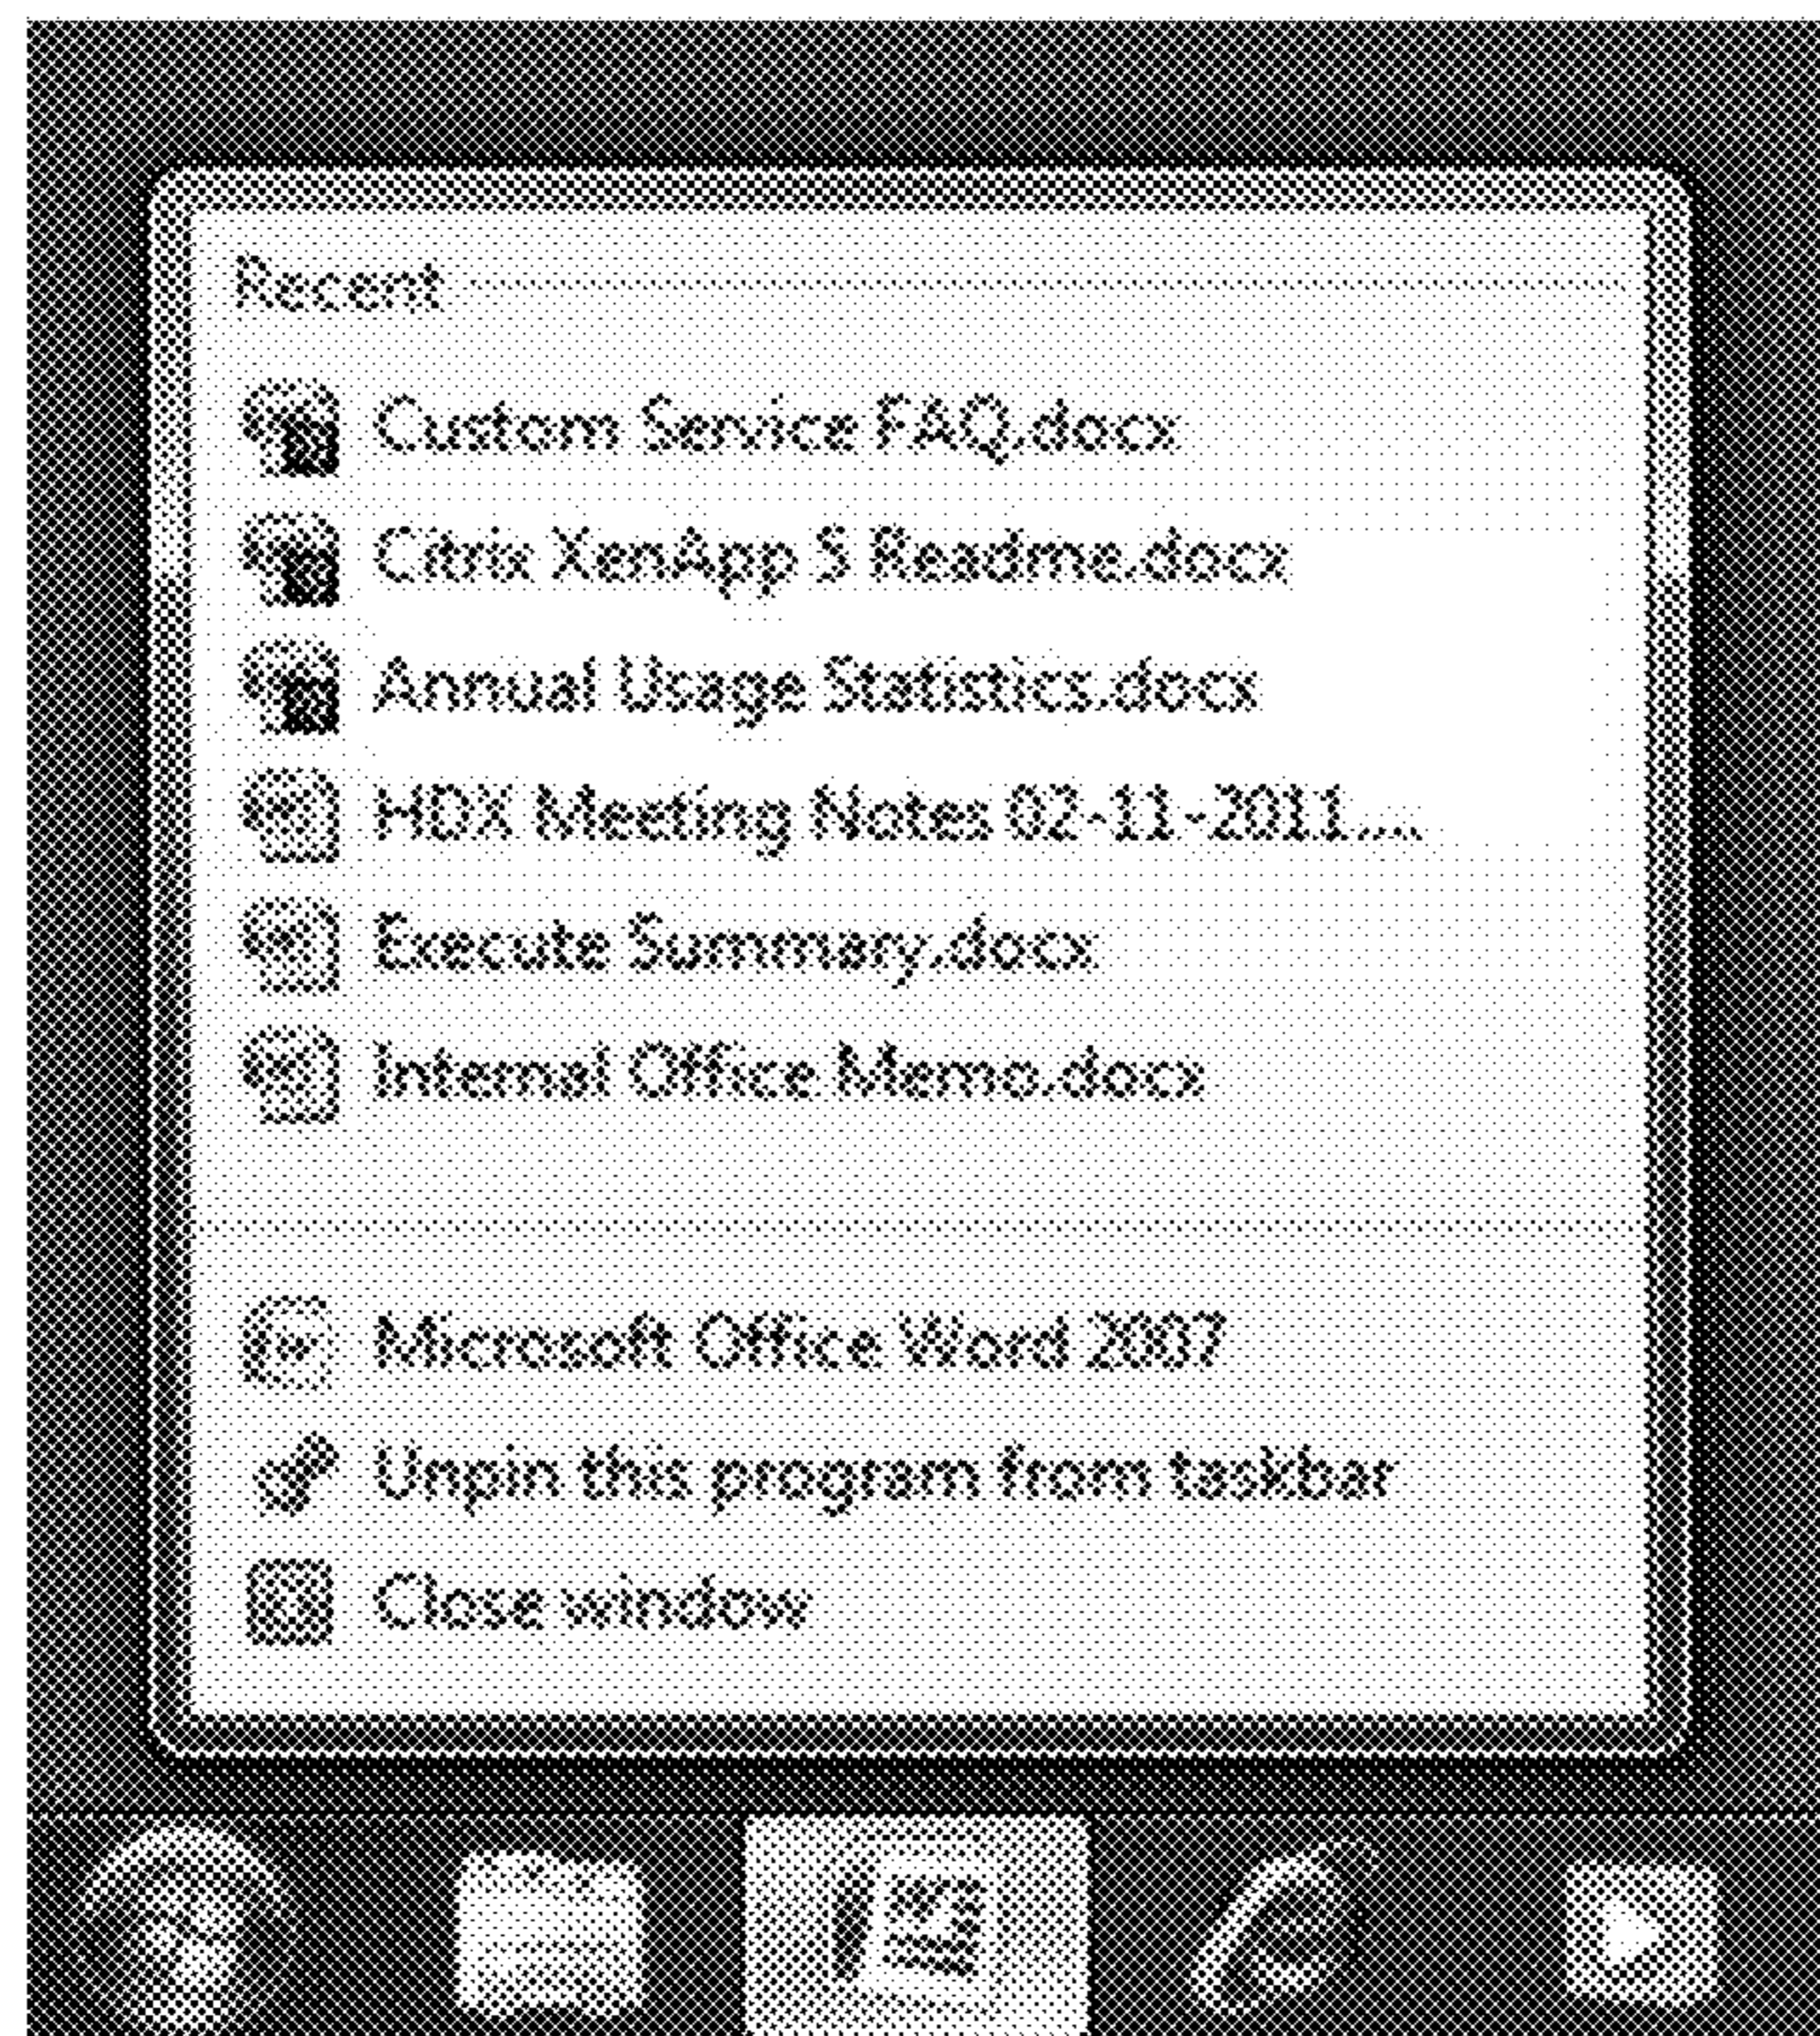 Recent
Custom Service FAQ.docx
Citrix XenApp 5 Readme.docx
Annual Usage Statistics.docx
HDX Meeting Notes 02-11-2011....
Execute Summary.docx
Internal Office Memo.docx
Microsoft Office Word 2007
Unpin this program from taskbar
Close window